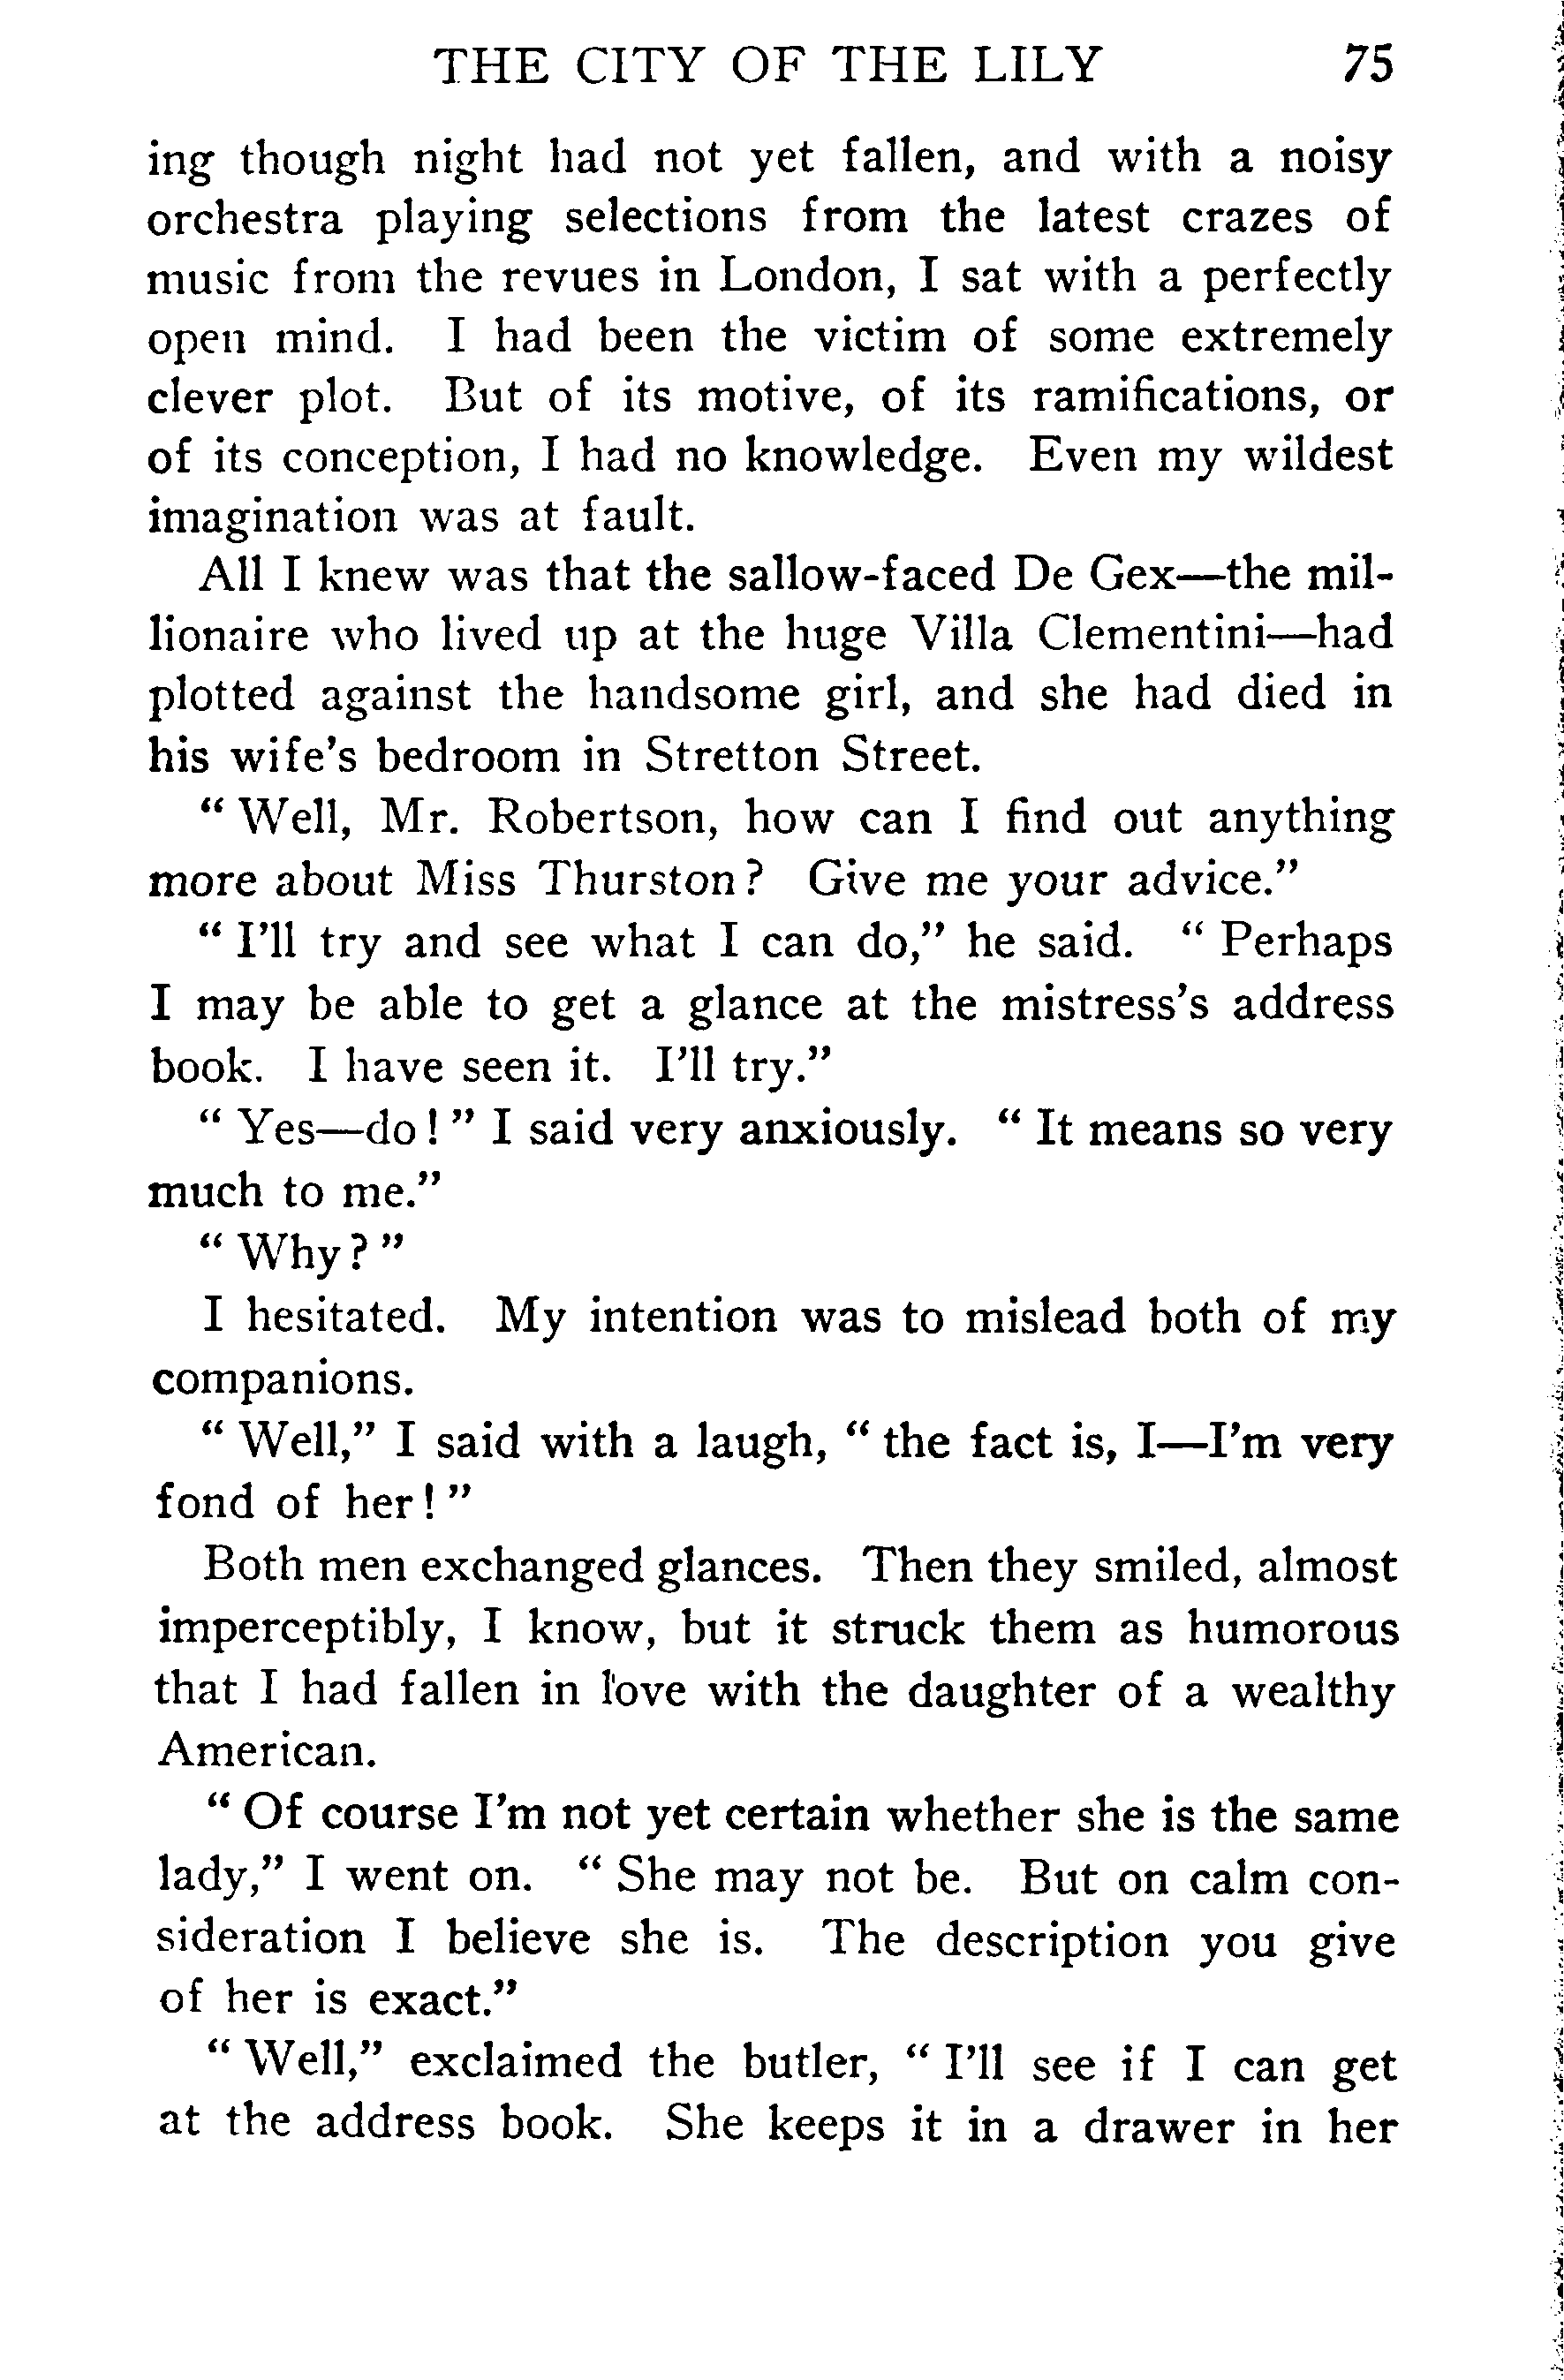 THE CITY OF THE LILY 75
ing though night had not yet fallen, and with a noisy
orchestra playing selections from the latest crazes of
music from the revues in London, I sat with a perfectly
open mind. I had been the victim of some extremely
clever plot. But of its motive, of its ramifications, or
of its conception, I had no knowledge. Even my wildest
imagination was at fault.
All I knew was that the sallow-faced De Gex—the mil-
lionaire who lived up at the huge Villa Clementini—had
plotted against the handsome girl, and she had died in
his wife's bedroom in Stretton Street.
“ Well, Mr. Robertson, how can I find out anything
more about Miss Thurston? Give me your advice.”
“ I'll try and see what I can do,” he said. “ Perhaps
I may be able to get a glance at the mistress's address
book. I have seen it. I'll try.”
“ Yes—do! ” I said very anxiously. “ It means so very
much to me.”
“ Why? ”
I hesitated. My intention was to mislead both of my
companions.
“ Well,” I said with a laugh, “ the fact is, I—I'm very
fond of her! ”
Both men exchanged glances. Then they smiled, almost
imperceptibly, I know, but it struck them as humorous
that I had fallen in love with the daughter of a wealthy
American.
“ Of course I'm not yet certain whether she is the same
lady,” I went on. “ She may not be. But on calm con-
sideration I believe she is. The description you give
of her is exact.”
“ Well,” exclaimed the butler, “ I'll see if I can get
at the address book. She keeps it in a drawer in her